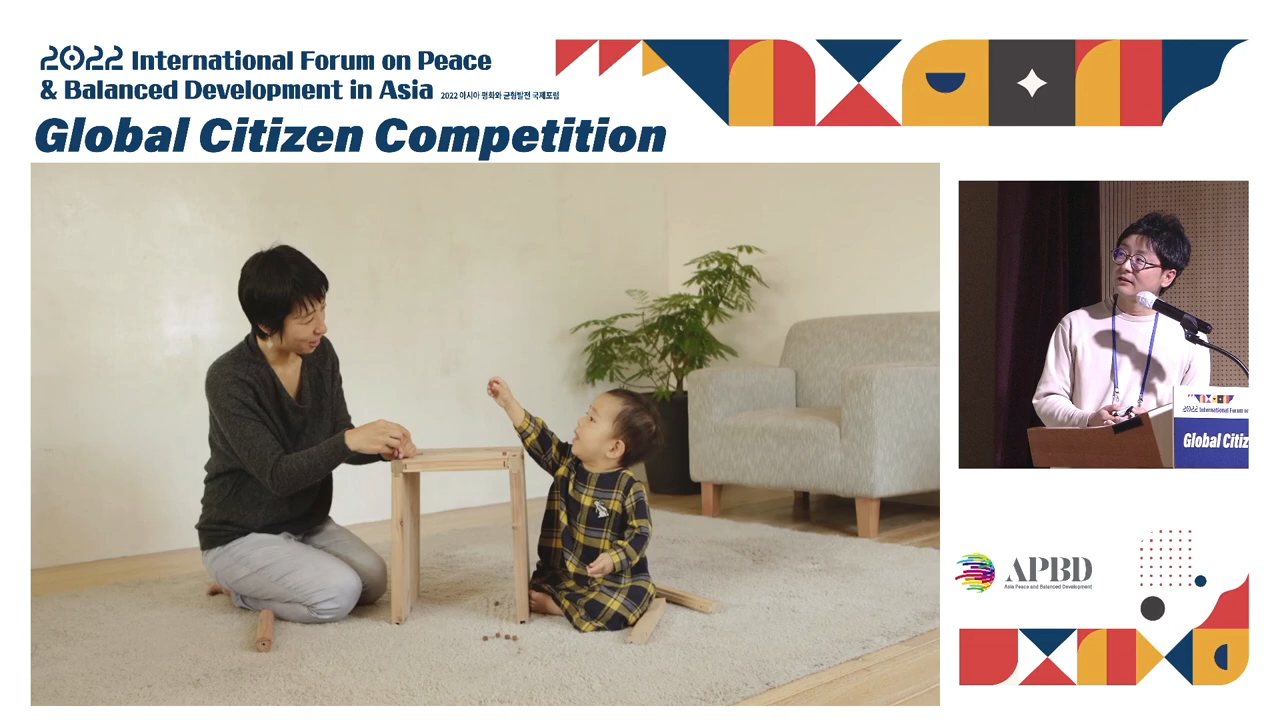 2022 International Forum on Peace
& Balanced Development in Asia 2022 아시아 평화와 균형발전 국제포럼
Global Citizen Competition
2022 International Forum on
Global Citiz
APBD
Asia Peace and Balanced Development